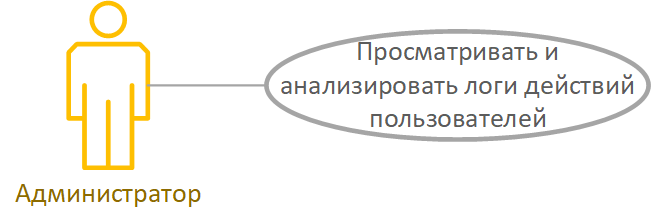 Просматривать и
анализировать логи действий
пользователей
Администратор